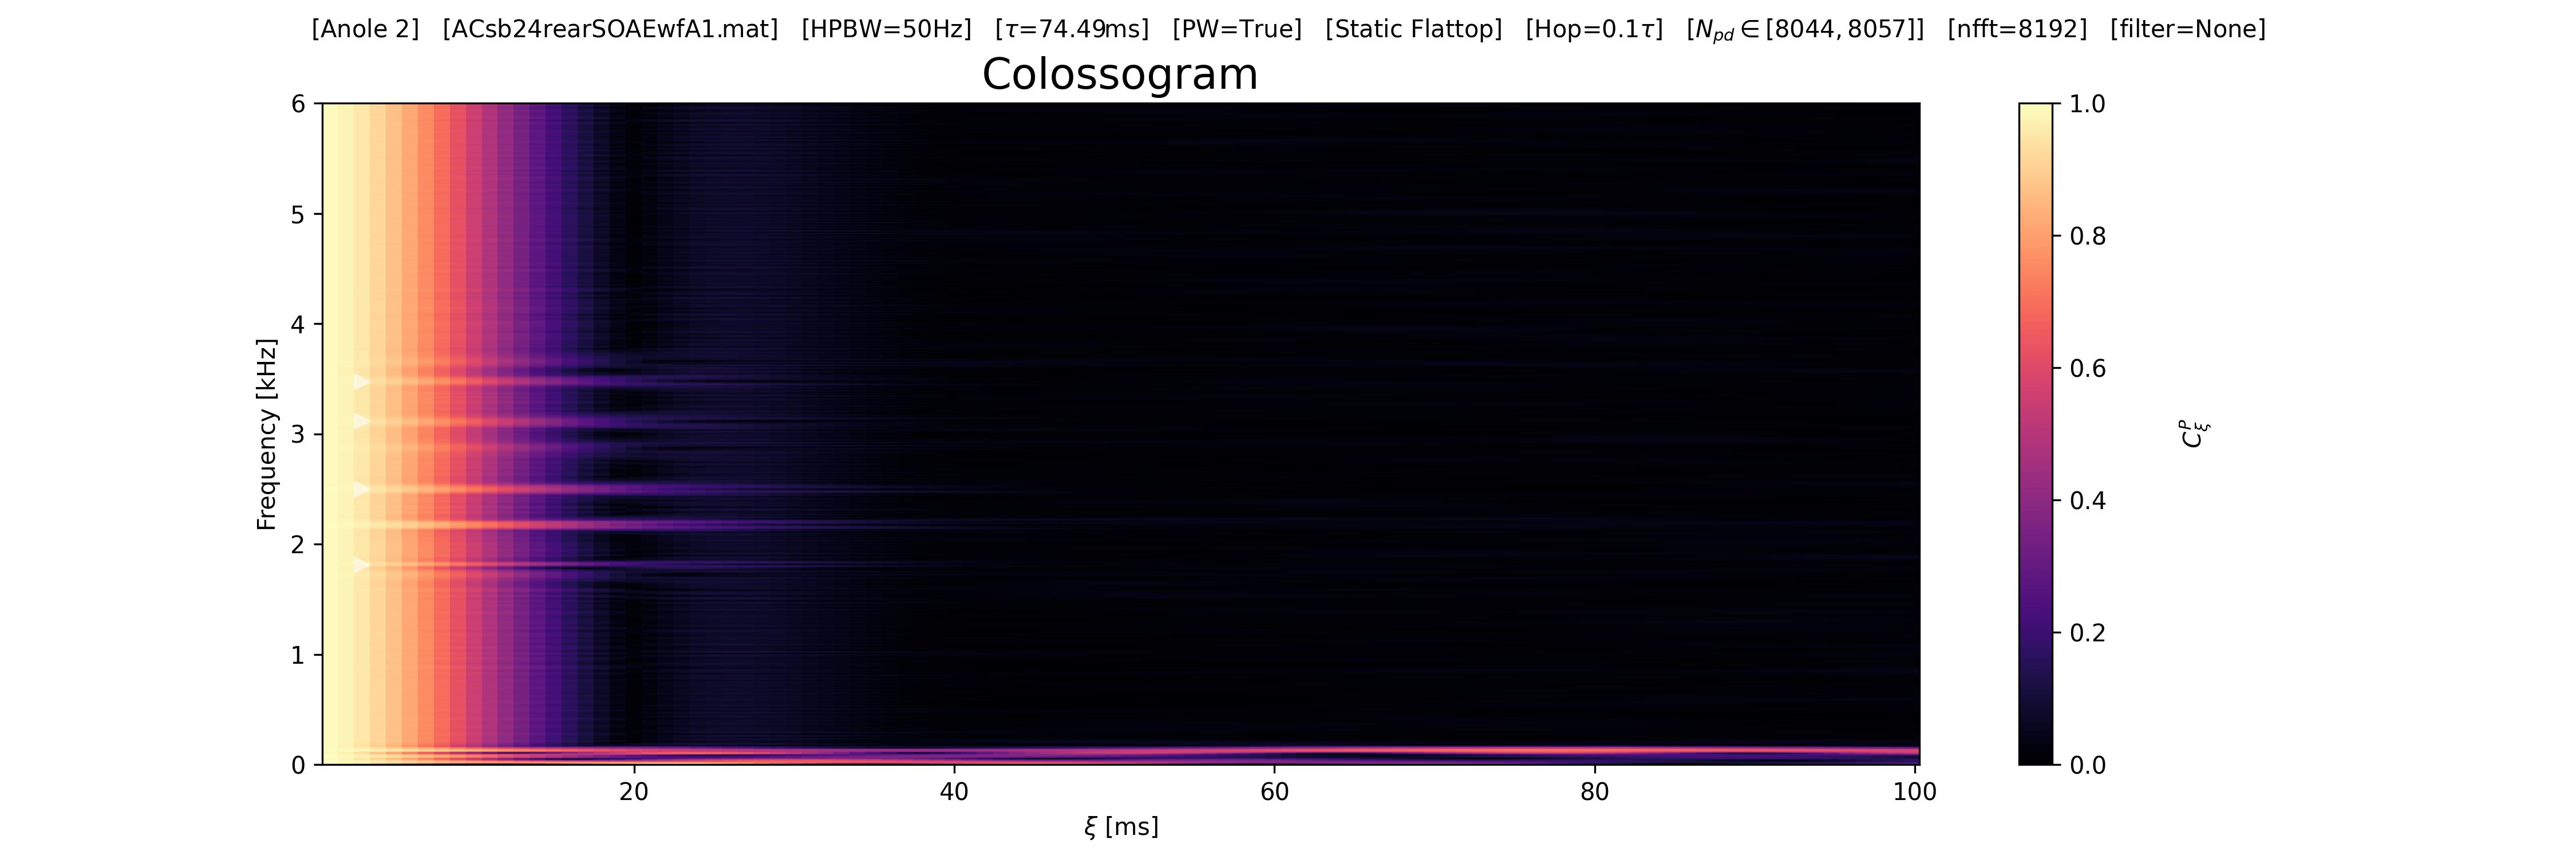 [Anole 2] [ACsb24rearSOAEwfA1.mat] [HPBW=50Hz] [τ=74.49ms] [PW=True] [Static Flattop] [Hop=0.1τ] [N_pd ∈ [8044, 8057]] [nfft=8192] [filter=None]
Colossogram
6
5
4
3
2
1
0
Frequency [kHz]
20 40 60 80 100
ξ [ms]
1.0
0.8
0.6
0.4
0.2
0.0
C_ξ^P